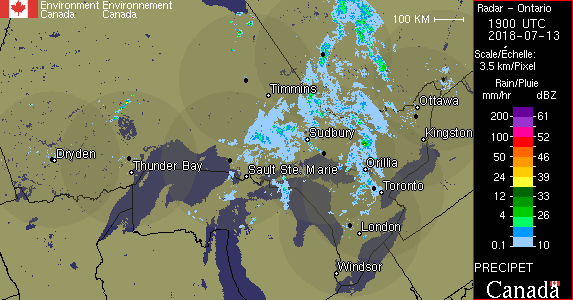 Environment Environnement
Canada Canada
100 KM
Timmins
Ottawa
Sudbury
Kingston
Dryden
Thunder Bay
Sault Ste. Marie
Orillia
Toronto
London
Windsor
Radar – Ontario
1900 UTC
2018-07-13
Scale/Échelle:
3.5 km/Pixel
Rain/Pluie
mm/hr dBZ
200 61
100 52
50 46
24 39
12 33
4 26
0.1 10
PRECIPET
Canada